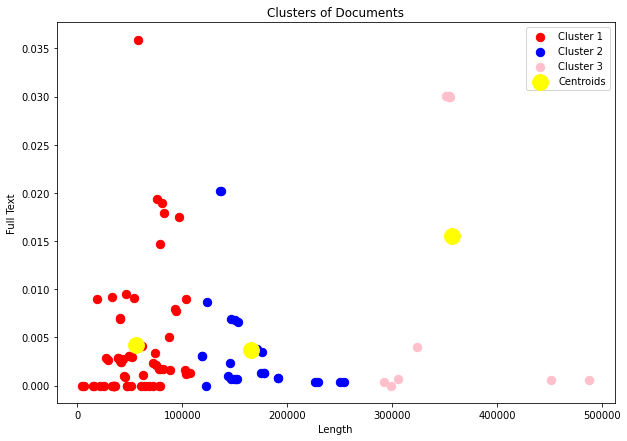 Clusters of Documents
Cluster 1
Cluster 2
Cluster 3
Centroids
Full Text
0.035
0.030
0.025
0.020
0.015
0.010
0.005
0.000
0
100000
200000
300000
400000
500000
Length